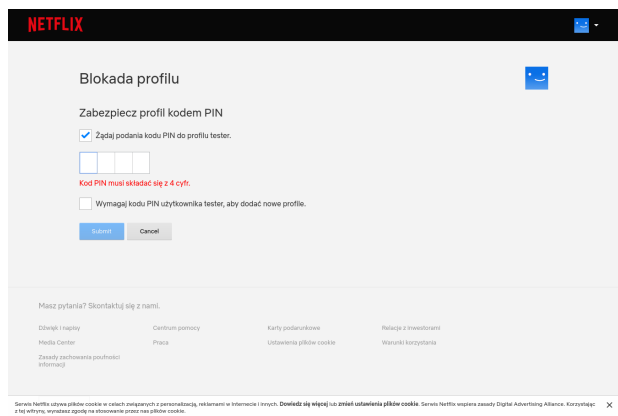 NETFLIX
Blokada profilu
Zabezpiecz profil kodem PIN
Żądaj podania kodu PIN do profilu tester.
Kod PIN musi składać się z 4 cyfr.
Wymagaj kodu PIN użytkownika tester, aby dodać nowe profile.
Submit Cancel
Masz pytania? Skontaktuj się z nami.
Dźwięk i napisy Centrum pomocy Karty podarunkowe Relacje z inwestorami
Media Center Praca Ustawienia plików cookie Warunki korzystania
Zasady zachowania poufności
informacji
Serwis Netflix używa plików cookie w celach związanych z personalizacją, reklamami w Internecie i innych. Dowiedz się więcej lub zmień ustawienia plików cookie. Serwis Netflix wspiera zasady Digital Advertising Alliance. Korzystając
z tej witryny, wyrażasz zgodę na stosowanie przez nas plików cookie.